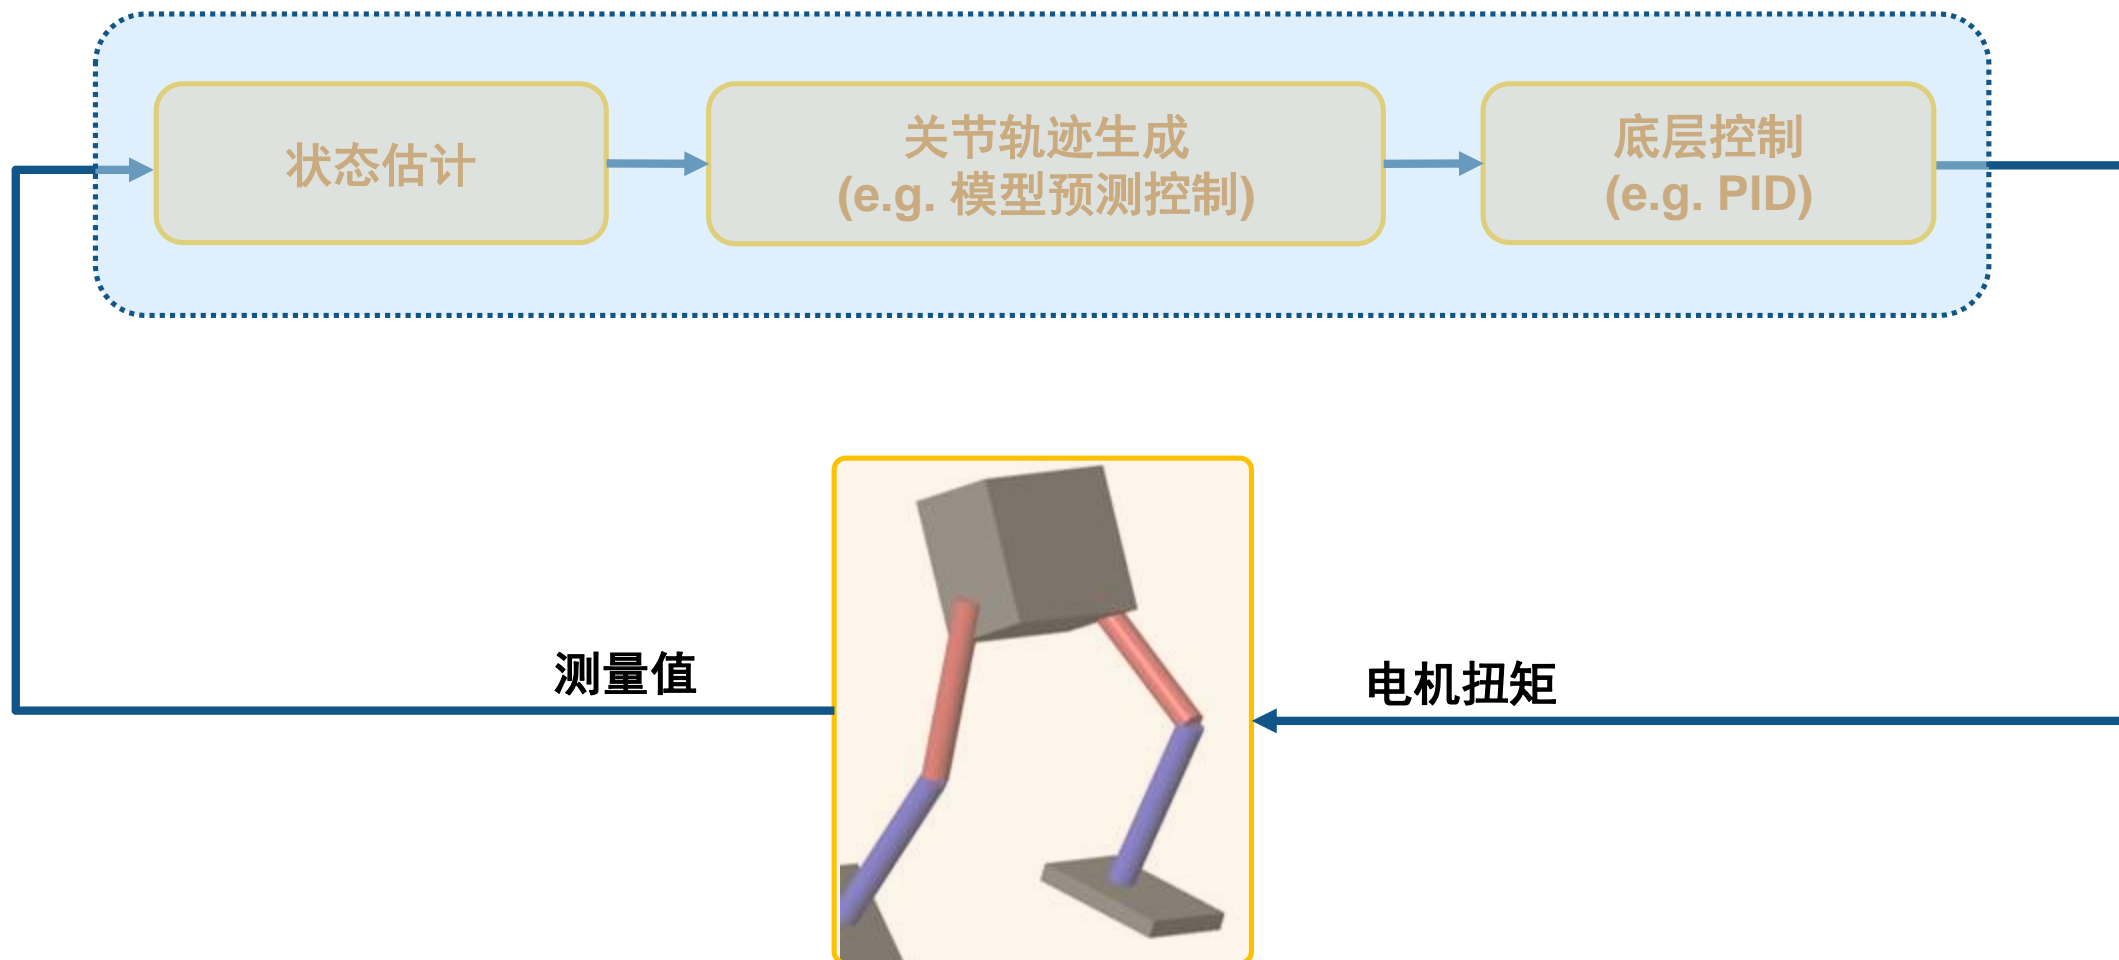 状态估计
关节轨迹生成
(e.g. 模型预测控制)
底层控制
(e.g. PID)
测量值
电机扭矩